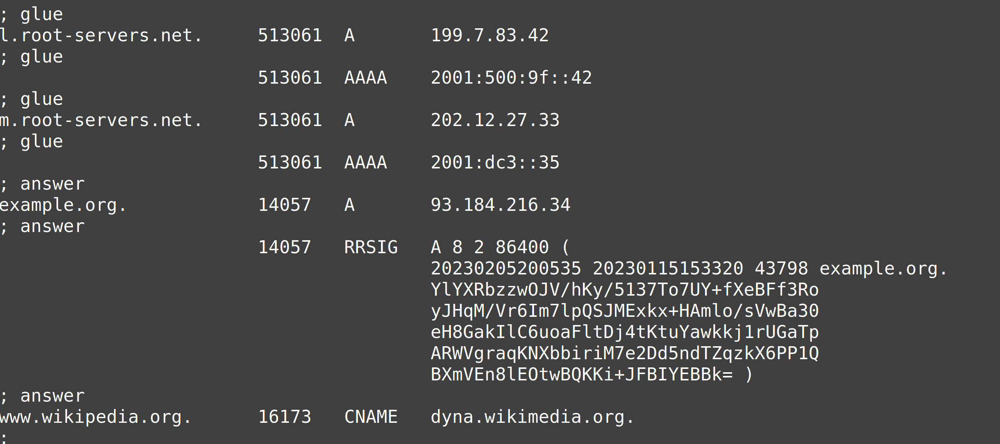 ; glue
l.root-servers.net. 513061 A 199.7.83.42
; glue
513061 AAAA 2001:500:9f::42
; glue
m.root-servers.net. 513061 A 202.12.27.33
; glue
513061 AAAA 2001:dc3::35
; answer
example.org. 14057 A 93.184.216.34
; answer
14057 RRSIG A 8 2 86400 (
20230205200535 20230115153320 43798 example.org.
YlYXRbzzwOJV/hKy/5137To7UY+fXeBFf3Ro
yJHqM/Vr6Im7lpQSJMExkx+HAmlo/sVwBa30
eH8GakIlC6uoaFltDj4tKtuYawkkj1rUGaTp
ARWVgraqKNXbbiriM7e2Dd5ndTZqzkX6PP1Q
BXmVEn8lEOtwBQKKi+JFBIYEBBk= )
; answer
www.wikipedia.org. 16173 CNAME dyna.wikimedia.org.
;